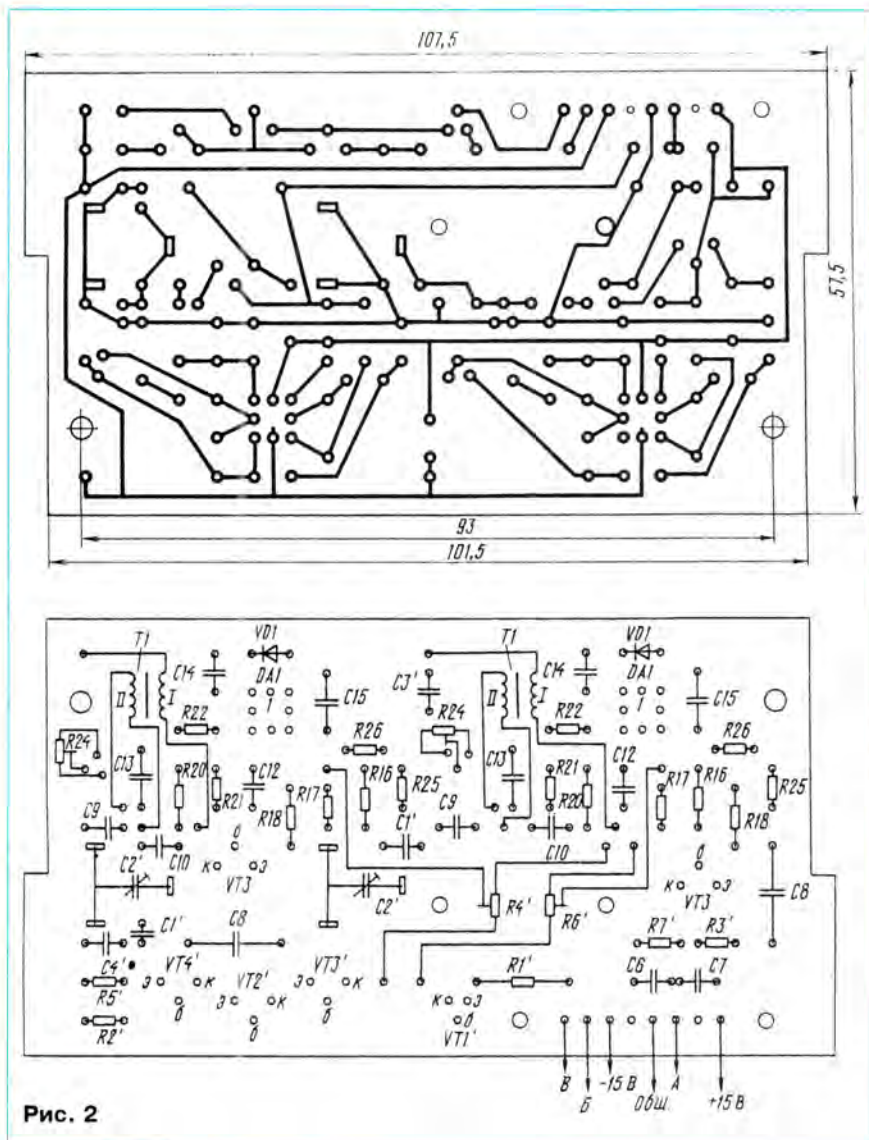 107,5
57,5
93
101,5
T1
VD1
T1
VD1
C14
DA1
C3'
C14
DA1
II
I
1
C15
II
I
1
C15
R24
R22
R26
R24
R22
R26
C13
R20
R21
C12
R16
R25
C13
R21
R20
C12
R17
R16
R25
C9
R18
R17
C1'
C9
R18
C10
б
C10
б
К
Э
К
Э
C2'
VT3
C2'
R4'
R6'
VT3
C8
C1'
C8
R7'
R3'
C4'
VT4'
VT2'
VT3'
R1'
C6
C7
Э
К
Э
К
Э
К
К
Э
R5'
б
б
б
б
R2'
VT1'
В
Б
-15 В
Общ.
А
+15 В
Рис. 2